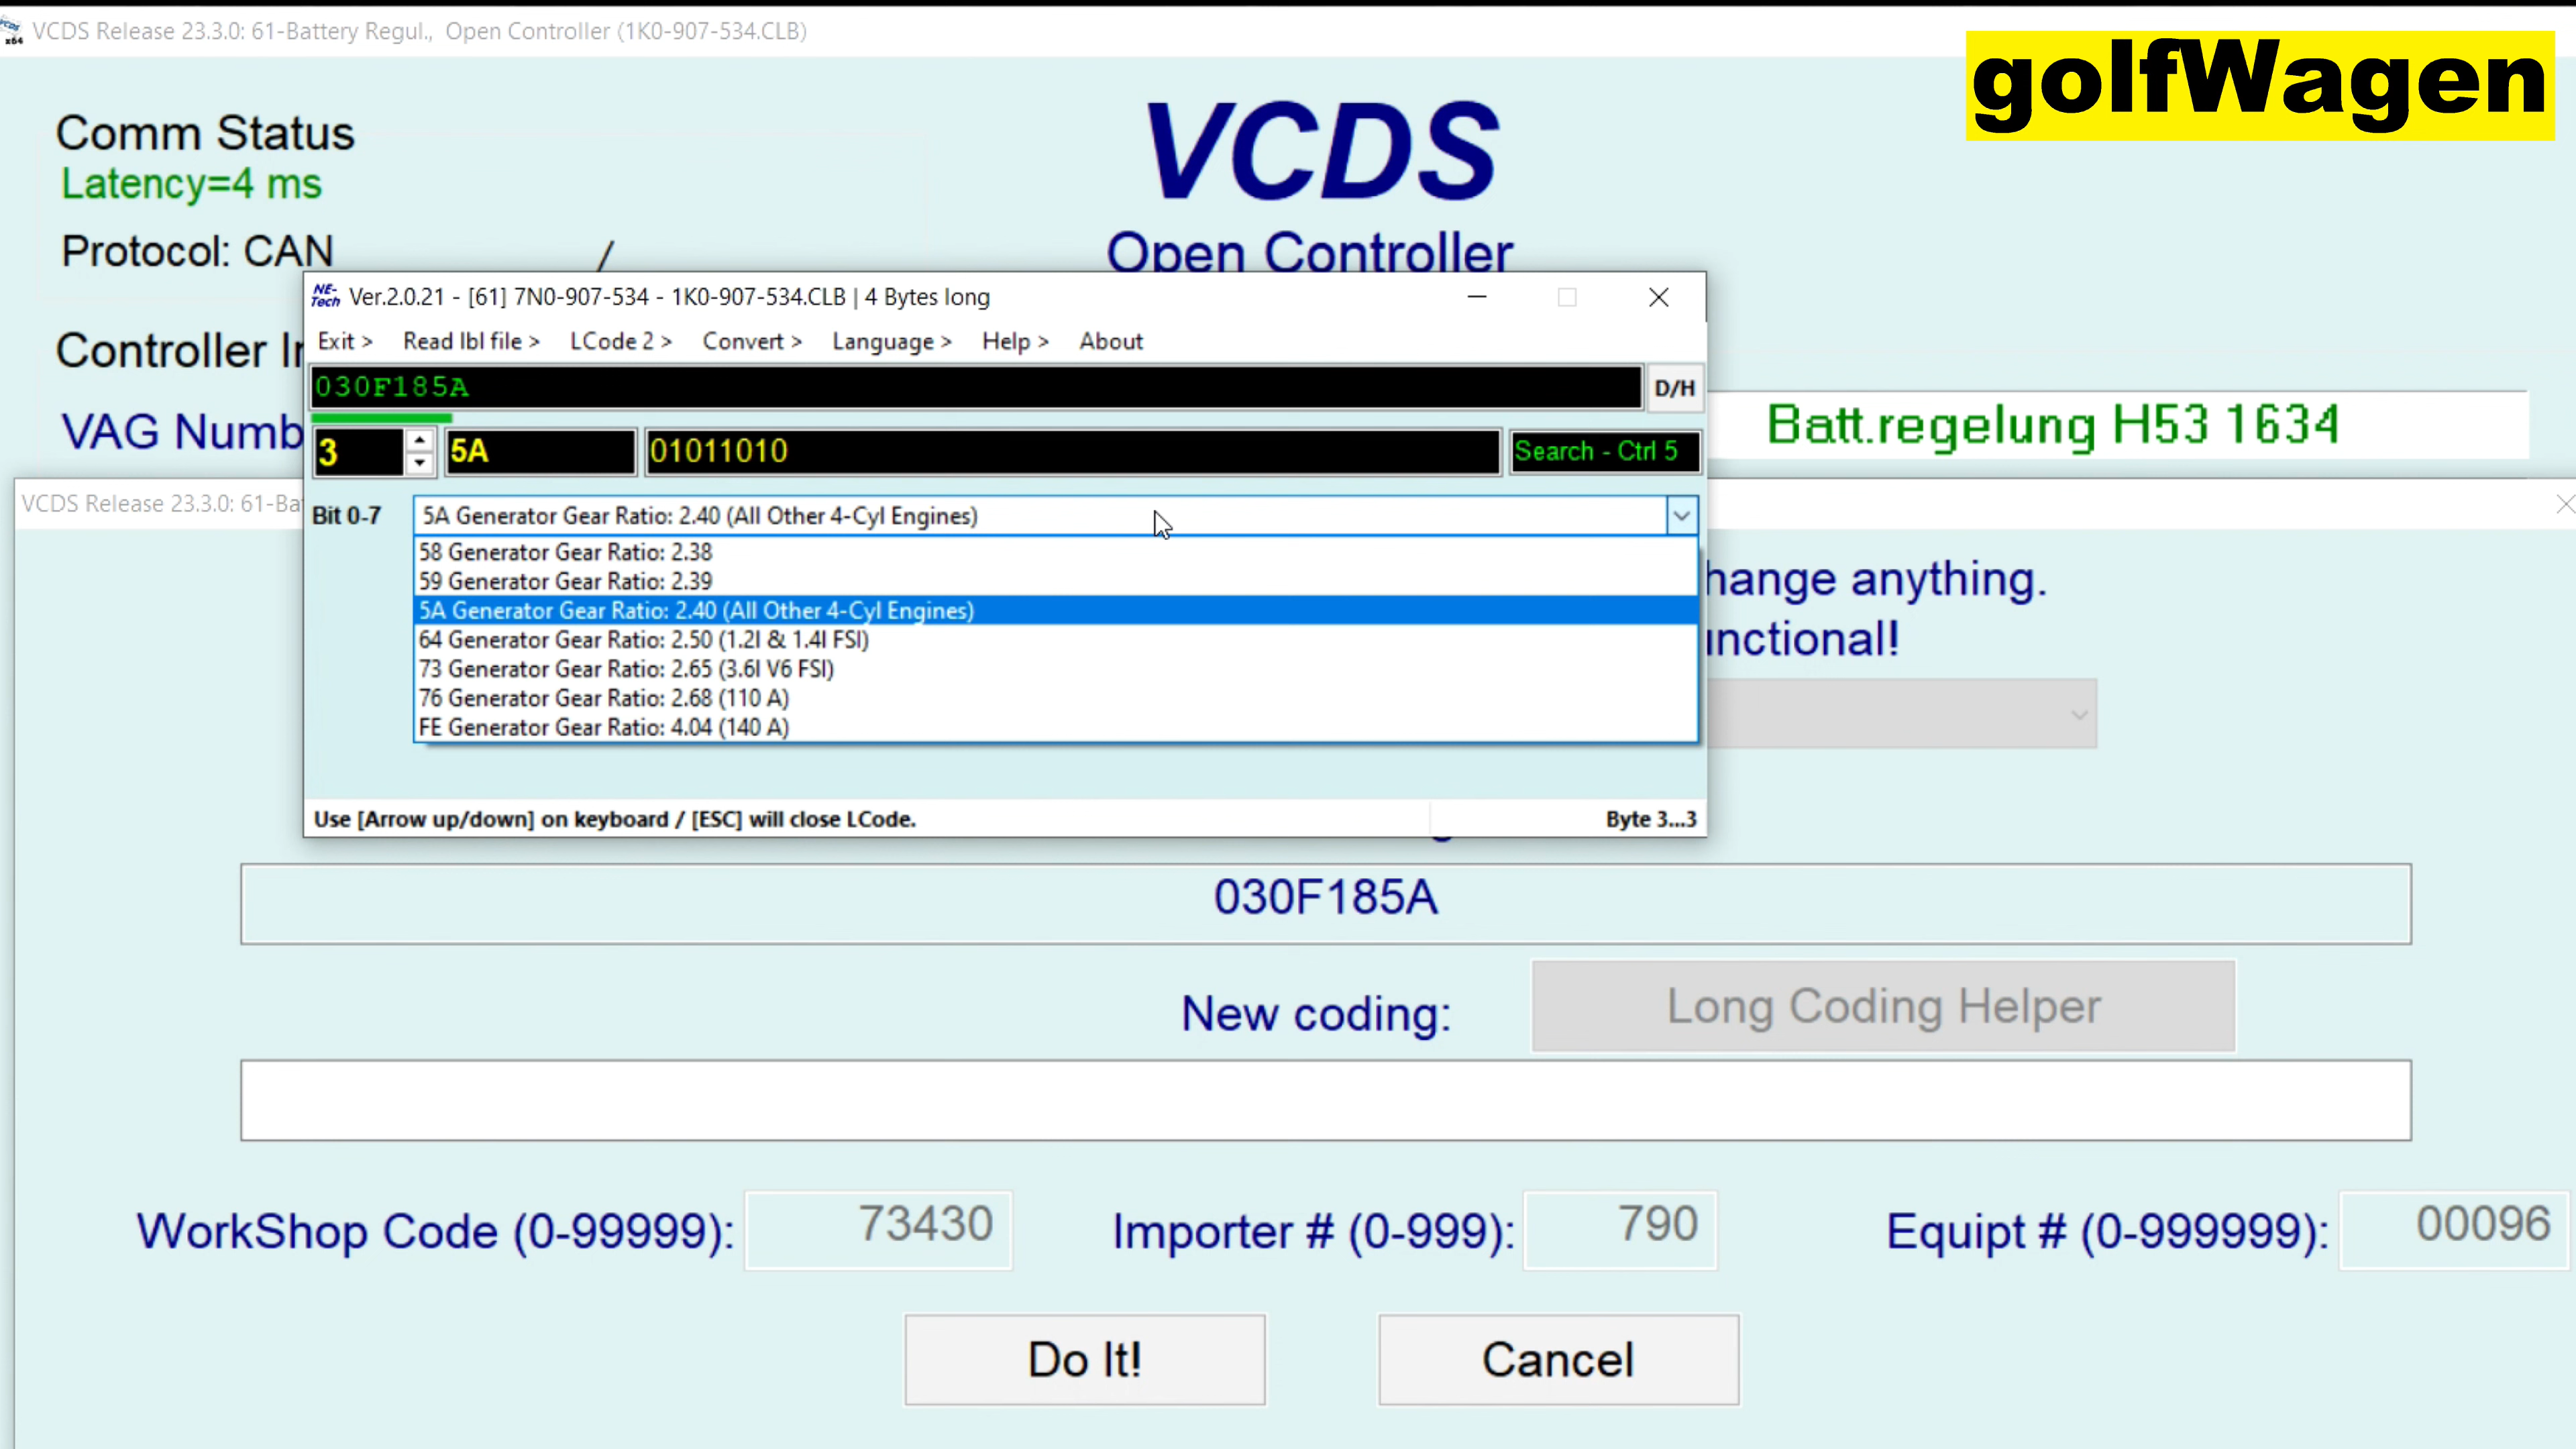 VCDS Release 23.3.0: 61-Battery Regul., Open Controller (1K0-907-534.CLB)
golfWagen
Comm Status
Latency=4 ms
Protocol: CAN
/
VCDS
Open Controller
NE-Tech Ver.2.0.21 - [61] 7N0-907-534 - 1K0-907-534.CLB | 4 Bytes long
Exit > Read lbl file > LCode 2 > Convert > Language > Help > About
Controller
030F185A D/H
VAG Numb
3 5A 01011010 Search - Ctrl 5
Batt.regelung H53 1634
VCDS Release 23.3.0: 61-Ba
Bit 0-7 5A Generator Gear Ratio: 2.40 (All Other 4-Cyl Engines)
58 Generator Gear Ratio: 2.38
59 Generator Gear Ratio: 2.39
5A Generator Gear Ratio: 2.40 (All Other 4-Cyl Engines)
64 Generator Gear Ratio: 2.50 (1.2l & 1.4l FSI)
73 Generator Gear Ratio: 2.65 (3.6l V6 FSI)
76 Generator Gear Ratio: 2.68 (110 A)
FE Generator Gear Ratio: 4.04 (140 A)
hange anything.
unctional!
Use [Arrow up/down] on keyboard / [ESC] will close LCode. Byte 3...3
030F185A
New coding: Long Coding Helper
WorkShop Code (0-99999): 73430 Importer # (0-999): 790 Equipt # (0-999999): 00096
Do It! Cancel